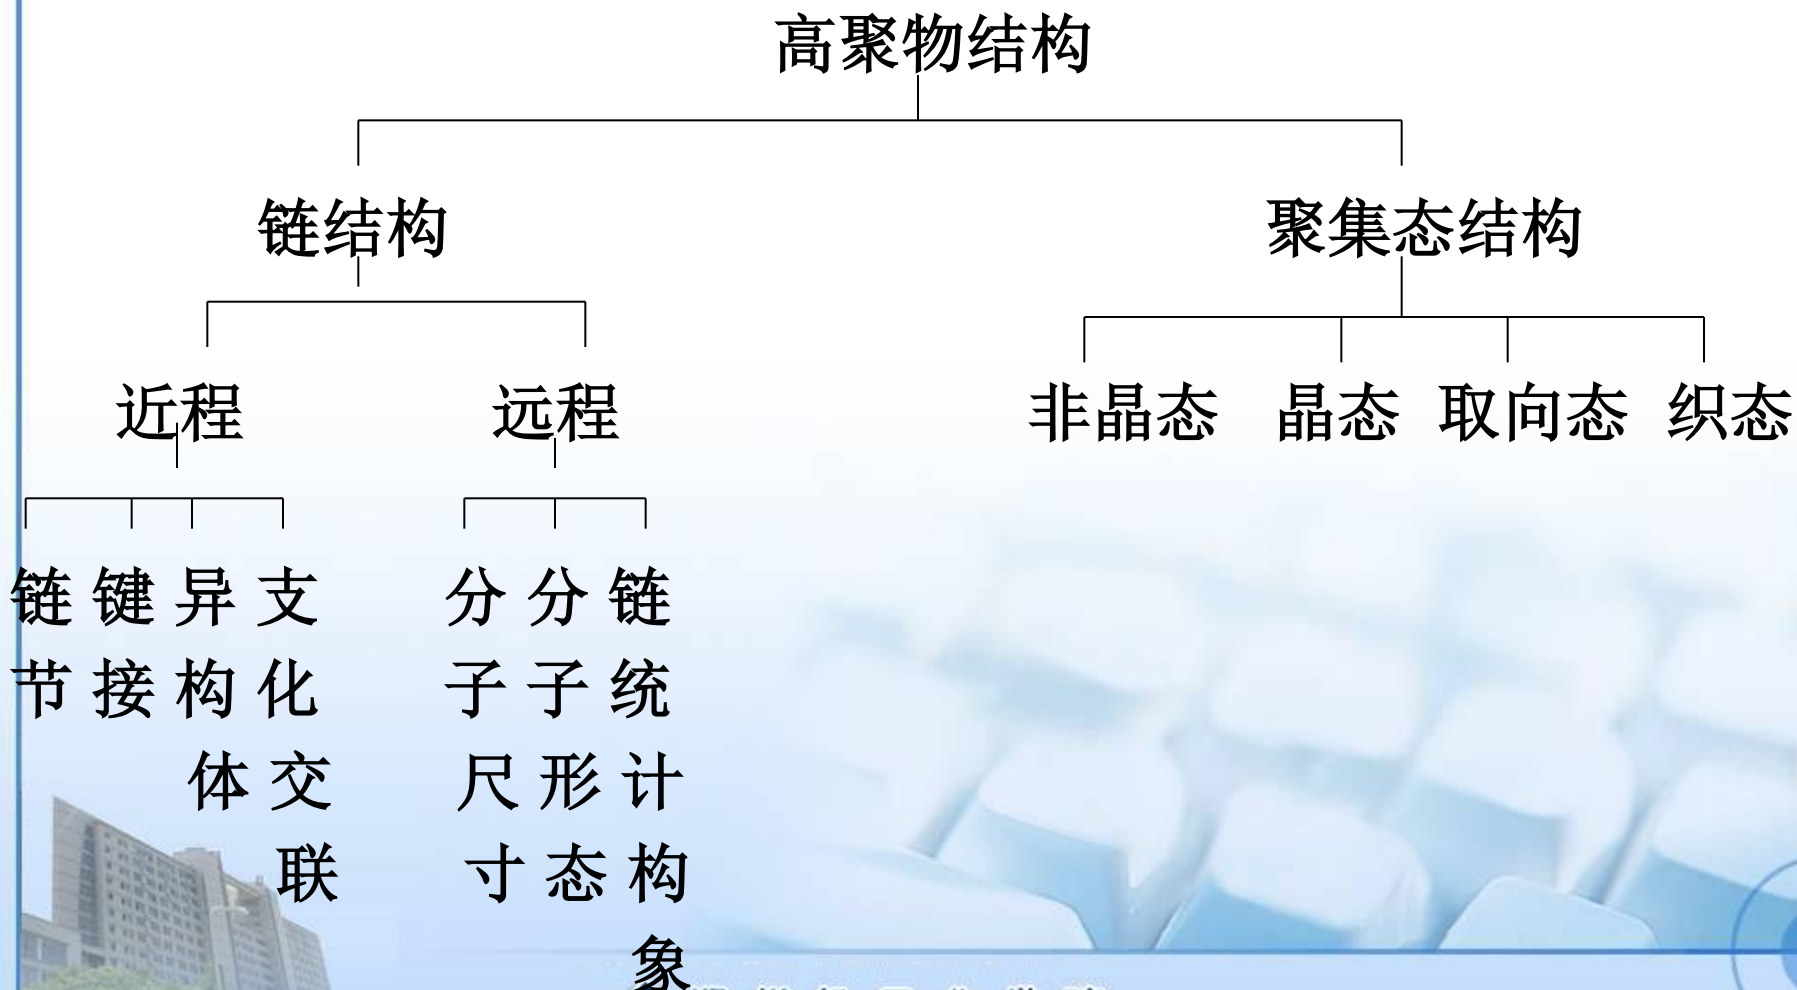 高聚物结构
链结构 聚集态结构
近程 远程 非晶态 晶态 取向态 织态
链节 键接 异构体 支化交联 分子尺寸 分子形态 链统计构象